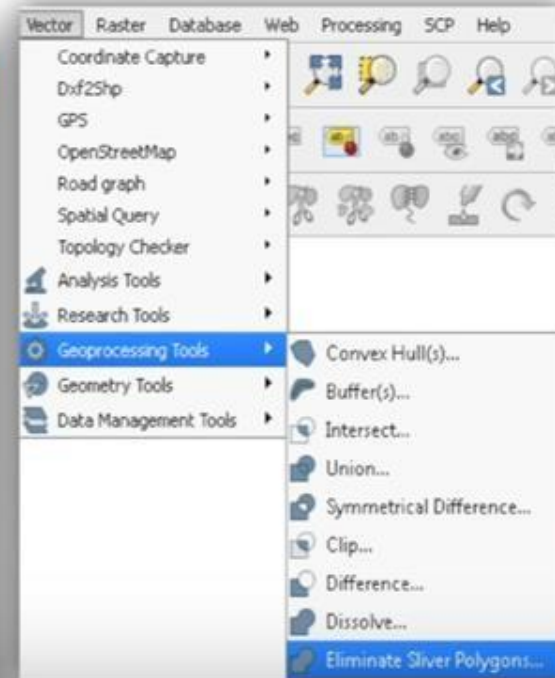 Vector Raster Database Web Processing SCP Help
Coordinate Capture
Dxf2Shp
GPS
OpenStreetMap
Road graph
Spatial Query
Topology Checker
Analysis Tools
Research Tools
Geoprocessing Tools
Geometry Tools
Data Management Tools
Convex Hull(s)...
Buffer(s)...
Intersect...
Union...
Symmetrical Difference...
Clip...
Difference...
Dissolve...
Eliminate Sliver Polygons...